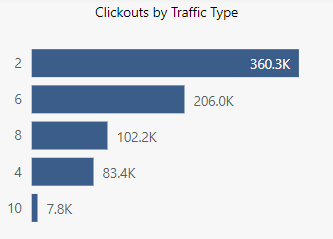 Clickouts by Traffic Type
2 360.3K
6 206.0K
8 102.2K
4 83.4K
10 7.8K